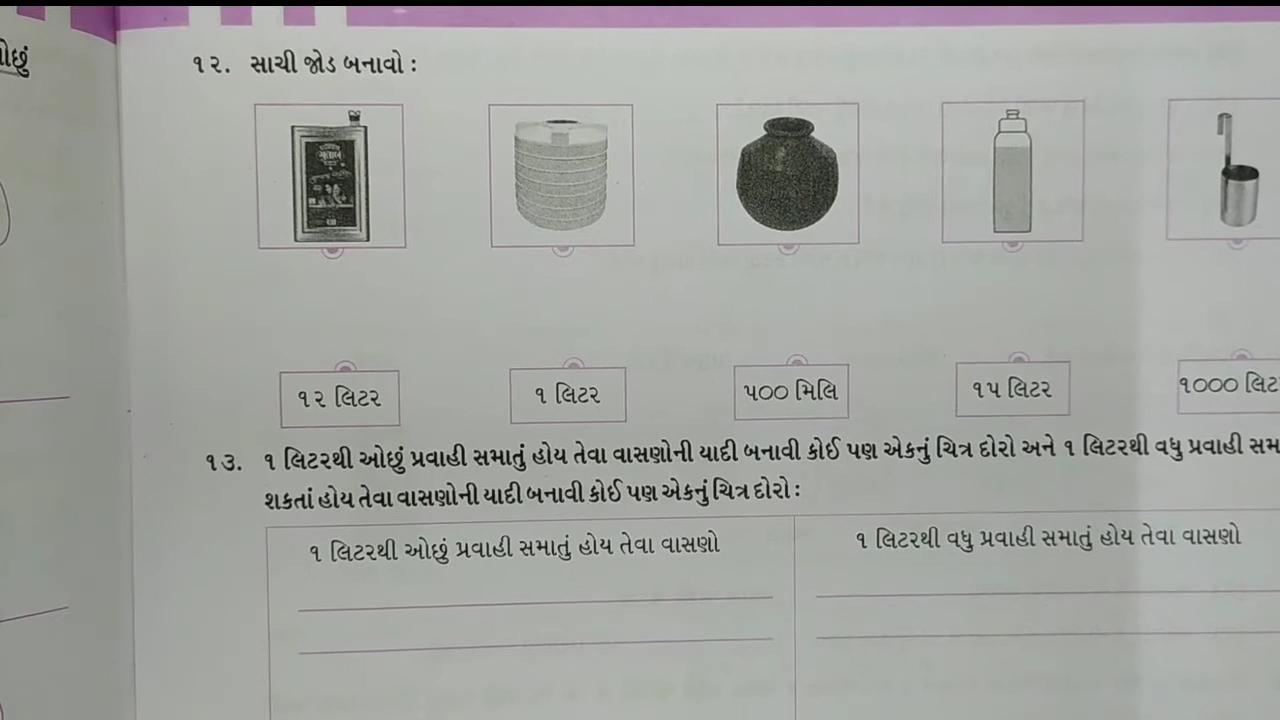 ઓછું
૧૨. સાચી જોડ બનાવો :
ગુલાબ
૧૨ લિટર
૧ લિટર
૫૦૦ મિલિ
૧૫ લિટર
૧૦૦૦ લિટ
૧૩. ૧ લિટરથી ઓછું પ્રવાહી સમાતું હોય તેવા વાસણોની યાદી બનાવી કોઈ પણ એકનું ચિત્ર દોરો અને ૧ લિટરથી વધુ પ્રવાહી સમ
શકતાં હોય તેવા વાસણોની યાદી બનાવી કોઈ પણ એકનું ચિત્ર દોરો :
૧ લિટરથી ઓછું પ્રવાહી સમાતું હોય તેવા વાસણો
૧ લિટરથી વધુ પ્રવાહી સમાતું હોય તેવા વાસણો